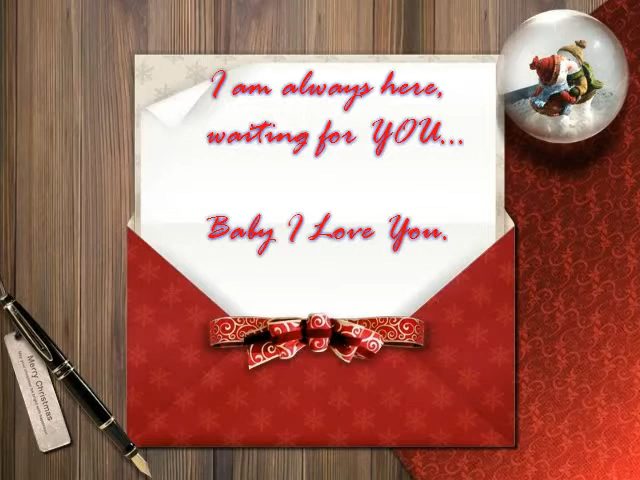 I am always here,
waiting for YOU...
Baby I Love You.
Merry Christmas